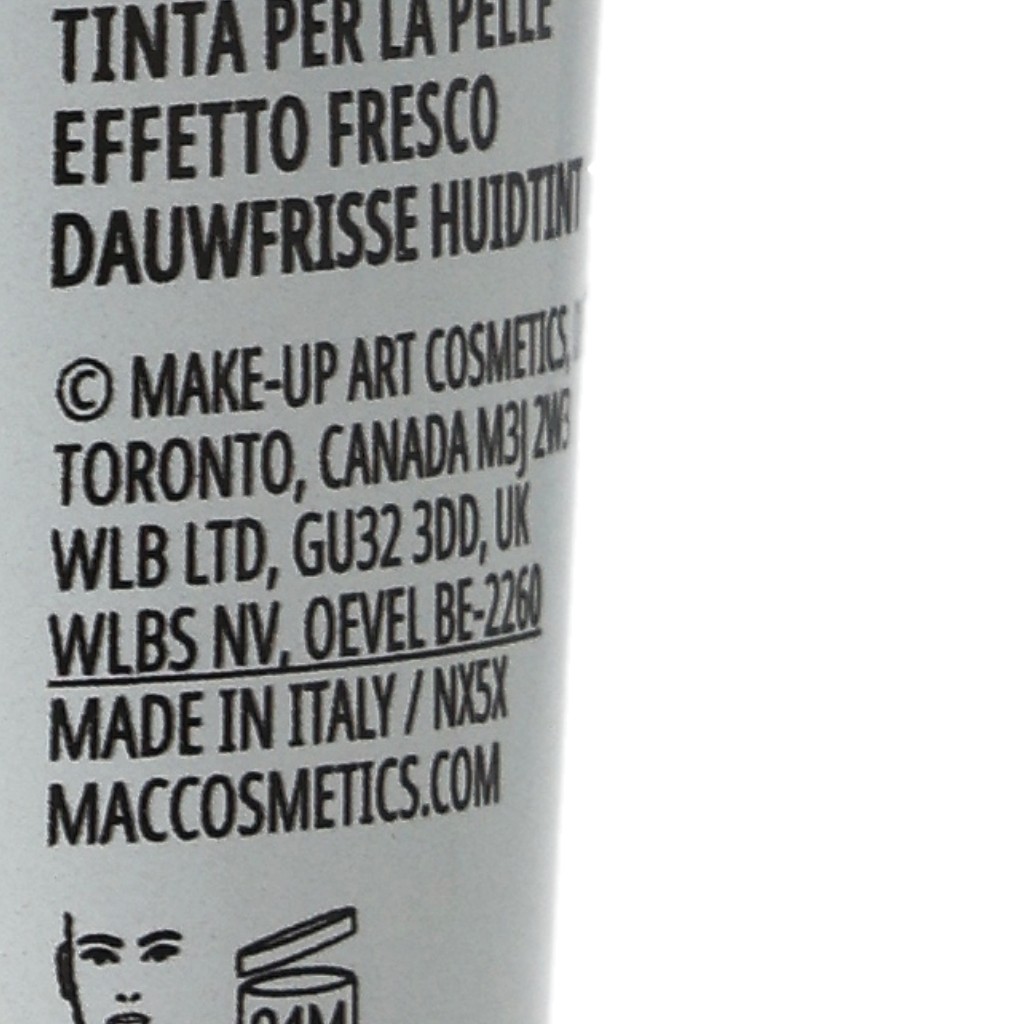 TINTA PER LA PELLE
EFFETTO FRESCO
DAUWFRISSE HUIDTINT
© MAKE-UP ART COSMETICS,
TORONTO, CANADA M3J 2W3
WLB LTD, GU32 3DD, UK
WLBS NV, OEVEL BE-2260
MADE IN ITALY / NX5X
MACCOSMETICS.COM
24M